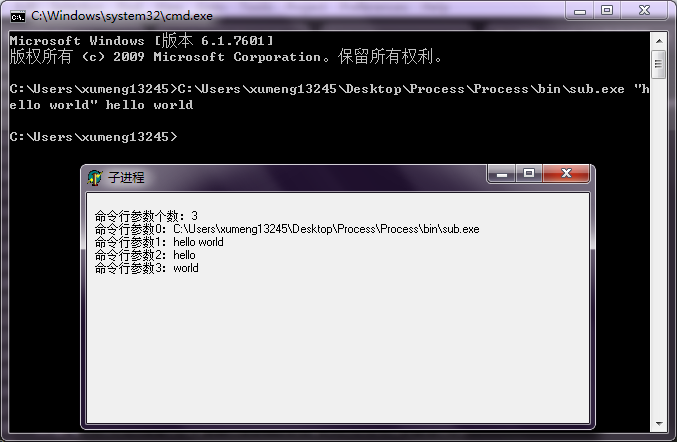 C:\Windows\system32\cmd.exe
Microsoft Windows [版本 6.1.7601]
版权所有 (c) 2009 Microsoft Corporation。保留所有权利。
C:\Users\xumeng13245>C:\Users\xumeng13245\Desktop\Process\Process\bin\sub.exe "h
ello world" hello world
C:\Users\xumeng13245>
子进程
命令行参数个数：3
命令行参数0：C:\Users\xumeng13245\Desktop\Process\Process\bin\sub.exe
命令行参数1：hello world
命令行参数2：hello
命令行参数3：world